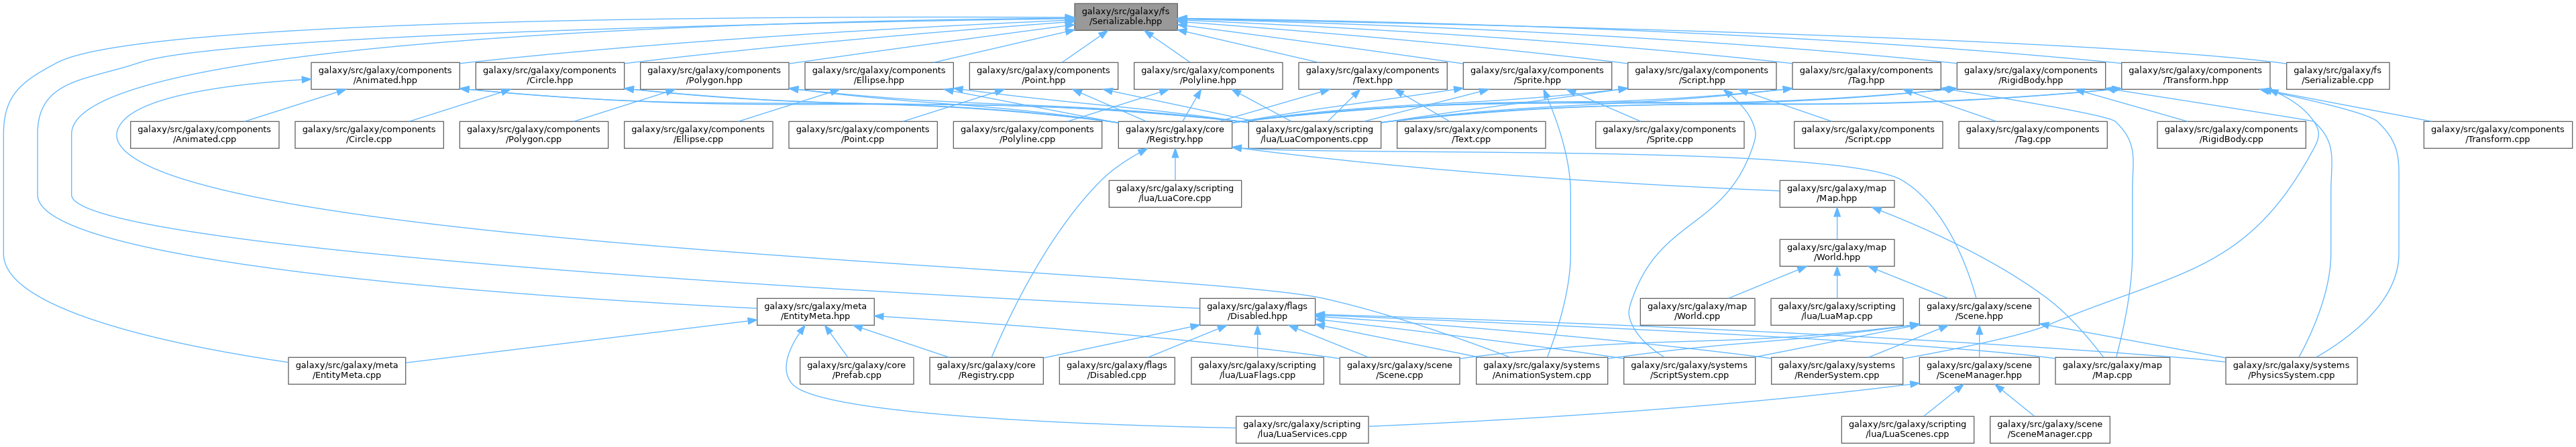 galaxy/src/galaxy/fs
/Serializable.hpp
galaxy/src/galaxy/components
/Animated.hpp
galaxy/src/galaxy/components
/Circle.hpp
galaxy/src/galaxy/components
/Polygon.hpp
galaxy/src/galaxy/components
/Ellipse.hpp
galaxy/src/galaxy/components
/Point.hpp
galaxy/src/galaxy/components
/Polyline.hpp
galaxy/src/galaxy/components
/Text.hpp
galaxy/src/galaxy/components
/Sprite.hpp
galaxy/src/galaxy/components
/Script.hpp
galaxy/src/galaxy/components
/Tag.hpp
galaxy/src/galaxy/components
/RigidBody.hpp
galaxy/src/galaxy/components
/Transform.hpp
galaxy/src/galaxy/fs
/Serializable.cpp
galaxy/src/galaxy/components
/Animated.cpp
galaxy/src/galaxy/components
/Circle.cpp
galaxy/src/galaxy/components
/Polygon.cpp
galaxy/src/galaxy/components
/Ellipse.cpp
galaxy/src/galaxy/components
/Point.cpp
galaxy/src/galaxy/components
/Polyline.cpp
galaxy/src/galaxy/core
/Registry.hpp
galaxy/src/galaxy/scripting
/lua/LuaComponents.cpp
galaxy/src/galaxy/components
/Text.cpp
galaxy/src/galaxy/components
/Sprite.cpp
galaxy/src/galaxy/components
/Script.cpp
galaxy/src/galaxy/components
/Tag.cpp
galaxy/src/galaxy/components
/RigidBody.cpp
galaxy/src/galaxy/components
/Transform.cpp
galaxy/src/galaxy/scripting
/lua/LuaCore.cpp
galaxy/src/galaxy/map
/Map.hpp
galaxy/src/galaxy/map
/World.hpp
galaxy/src/galaxy/meta
/EntityMeta.hpp
galaxy/src/galaxy/flags
/Disabled.hpp
galaxy/src/galaxy/map
/World.cpp
galaxy/src/galaxy/scripting
/lua/LuaMap.cpp
galaxy/src/galaxy/scene
/Scene.hpp
galaxy/src/galaxy/meta
/EntityMeta.cpp
galaxy/src/galaxy/core
/Prefab.cpp
galaxy/src/galaxy/core
/Registry.cpp
galaxy/src/galaxy/flags
/Disabled.cpp
galaxy/src/galaxy/scripting
/lua/LuaFlags.cpp
galaxy/src/galaxy/scene
/Scene.cpp
galaxy/src/galaxy/systems
/AnimationSystem.cpp
galaxy/src/galaxy/systems
/ScriptSystem.cpp
galaxy/src/galaxy/systems
/RenderSystem.cpp
galaxy/src/galaxy/scene
/SceneManager.hpp
galaxy/src/galaxy/map
/Map.cpp
galaxy/src/galaxy/systems
/PhysicsSystem.cpp
galaxy/src/galaxy/scripting
/lua/LuaServices.cpp
galaxy/src/galaxy/scripting
/lua/LuaScenes.cpp
galaxy/src/galaxy/scene
/SceneManager.cpp